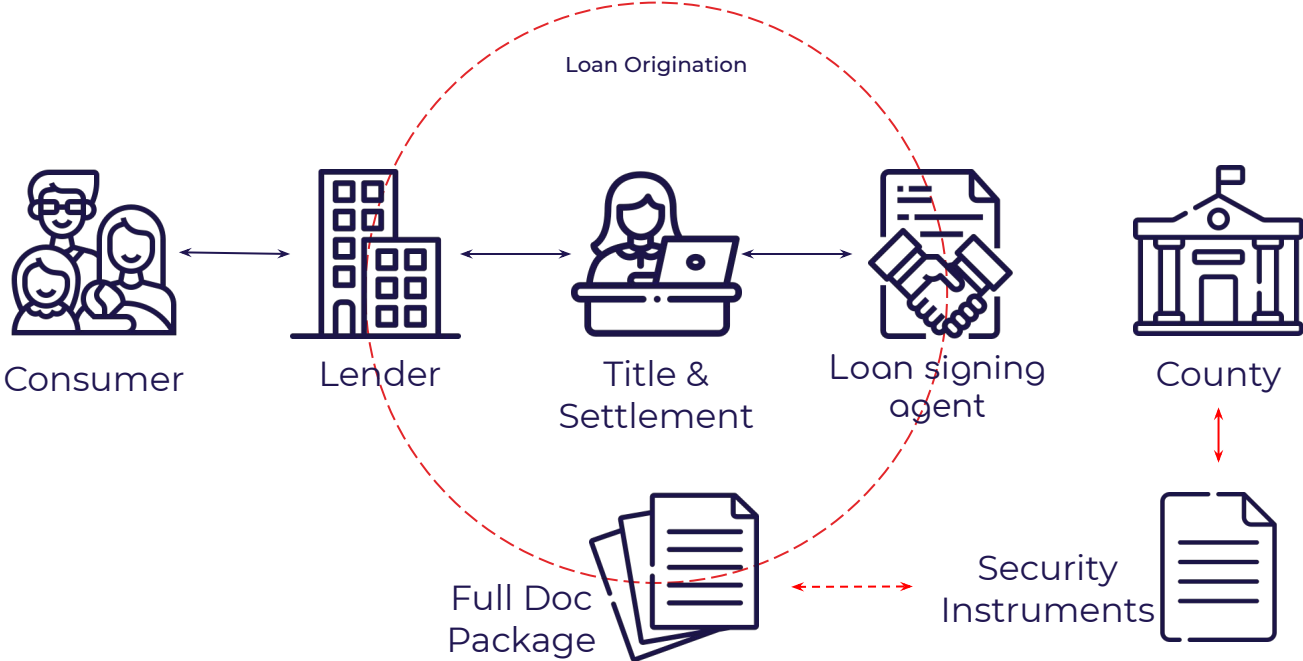 Loan Origination
Consumer
Lender
Title &
Settlement
Loan signing
agent
County
Full Doc
Package
Security
Instruments